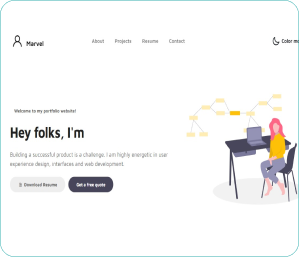 Marvel
About Projects Resume Contact
Color mo
Welcome to my portfolio website!
Hey folks, I'm
Building a successful product is a challenge. I am highly energetic in user
experience design, interfaces and web development.
Download Resume
Get a free quote